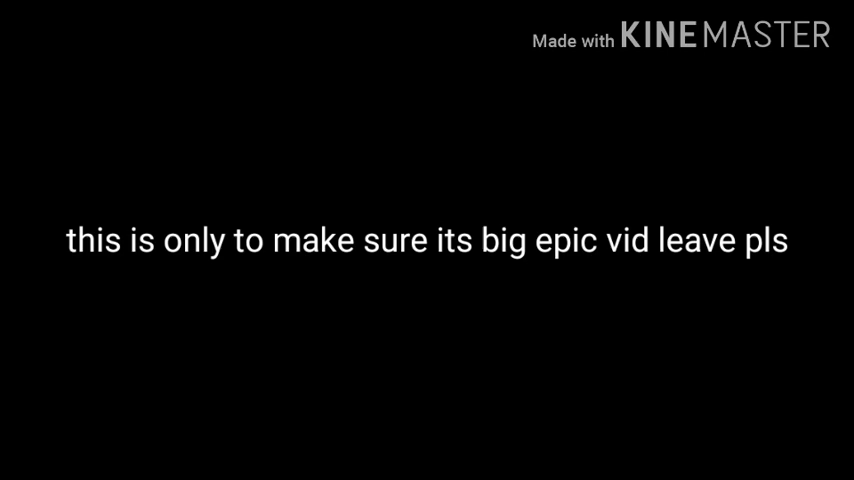 Made with KINEMASTER
this is only to make sure its big epic vid leave pls